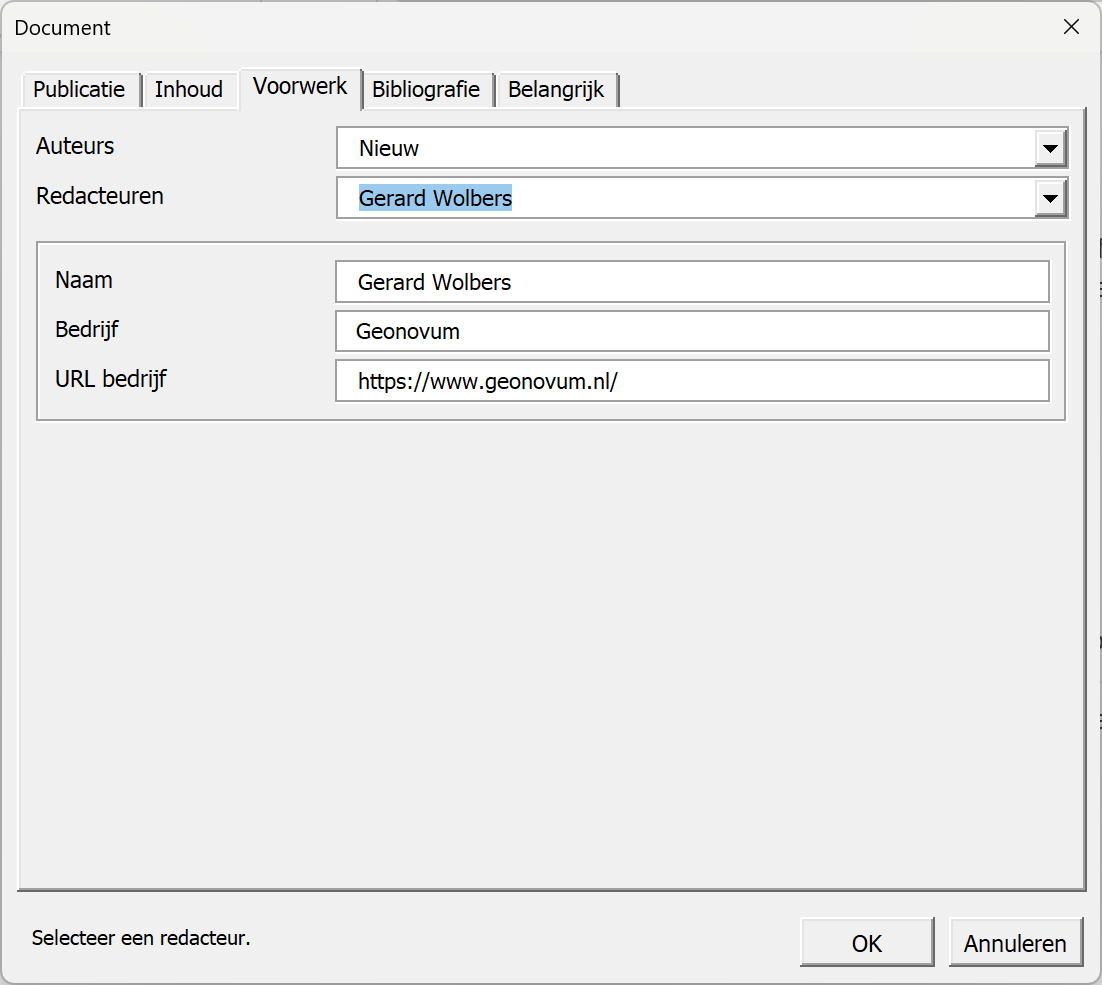 Document
Publicatie Inhoud Voorwerk Bibliografie Belangrijk
Auteurs Nieuw
Redacteuren Gerard Wolbers
Naam Gerard Wolbers
Bedrijf Geonovum
URL bedrijf https://www.geonovum.nl/
Selecteer een redacteur. OK Annuleren